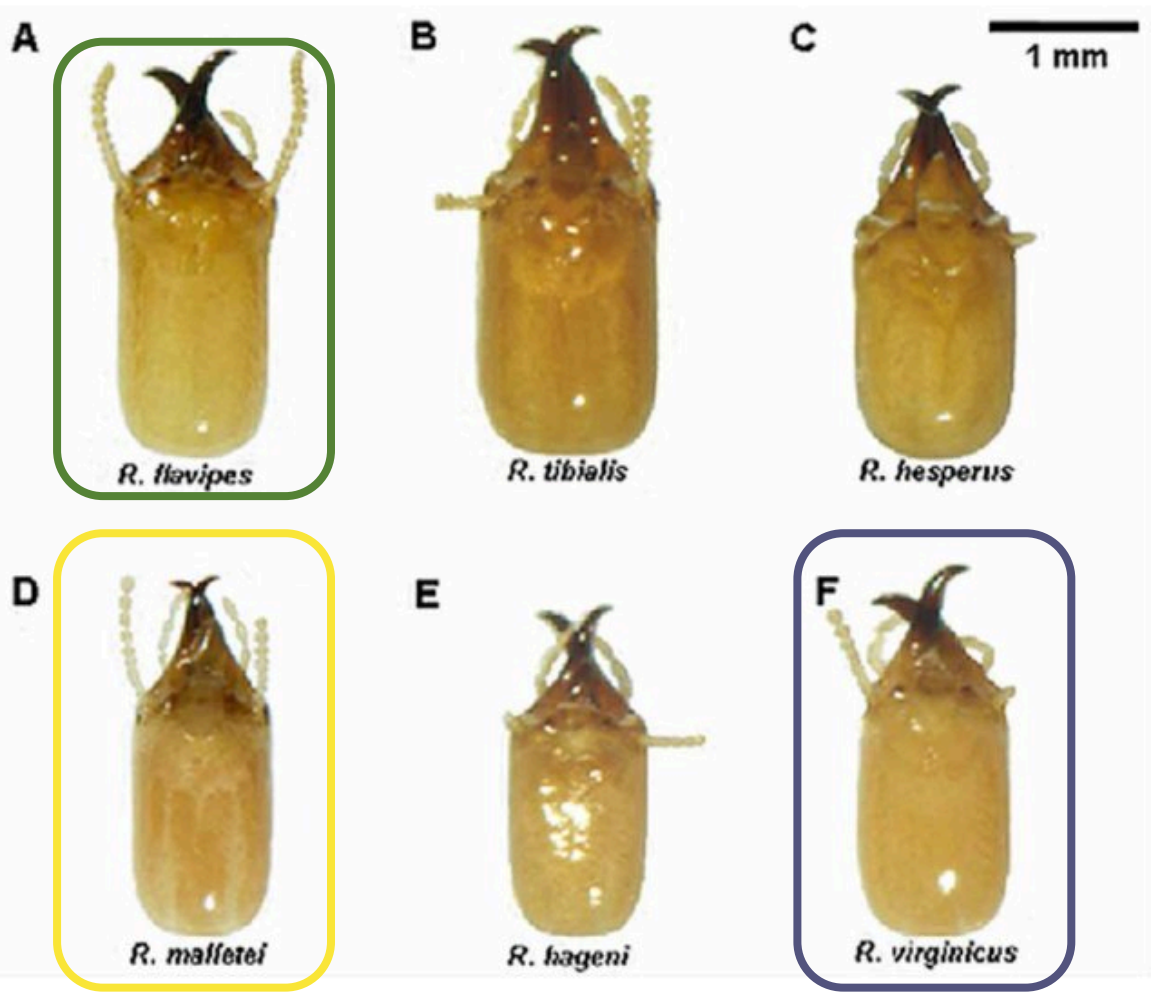 A
B
C
1 mm
R. flavipes
R. tibialis
R. hesperus
D
E
F
R. malletei
R. hageni
R. virginicus